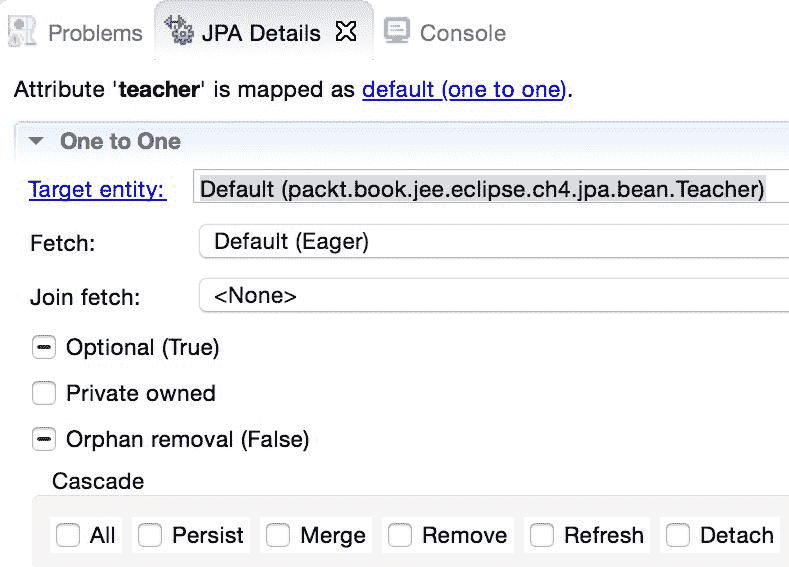 Problems JPA Details Console
Attribute 'teacher' is mapped as default (one to one).
One to One
Target entity: Default (packt.book.jee.eclipse.ch4.jpa.bean.Teacher)
Fetch: Default (Eager)
Join fetch: <None>
Optional (True)
Private owned
Orphan removal (False)
Cascade
All Persist Merge Remove Refresh Detach